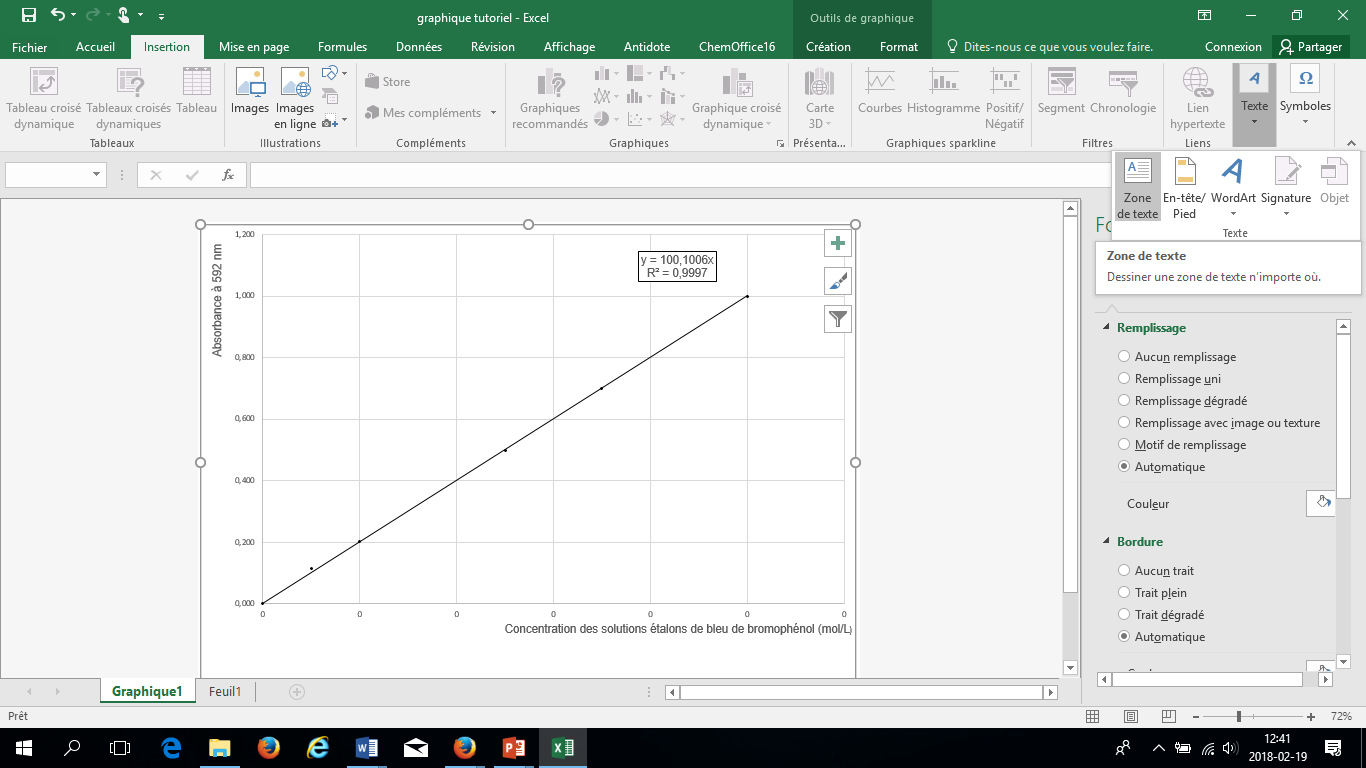 graphique tutoriel - Excel
Outils de graphique
Fichier
Accueil
Insertion
Mise en page
Formules
Données
Révision
Affichage
Antidote
ChemOffice16
Création
Format
Dites-nous ce que vous voulez faire.
Connexion
Partager
Tableau croisé
dynamique
Tableaux croisés
dynamiques
Tableau
Tableaux
Images
Images
en ligne
Illustrations
Store
Mes compléments
Compléments
Graphiques
recommandés
Graphique croisé
dynamique
Graphiques
Carte
3D
Présenta...
Courbes
Histogramme
Positif/
Négatif
Graphiques sparkline
Segment
Chronologie
Filtres
Lien
hypertexte
Liens
Texte
Symboles
Zone
de texte
En-tête/
Pied
WordArt
Signature
Objet
Texte
fx
Fo
Zone de texte
Dessiner une zone de texte n'importe où.
1,200
1,000
0,800
0,600
0,400
0,200
0,000
Absorbance à 592 nm
y = 100,1006x
R² = 0,9997
0 0 0 0 0 0 0
Concentration des solutions étalons de bleu de bromophénol (mol/L)
Remplissage
Aucun remplissage
Remplissage uni
Remplissage dégradé
Remplissage avec image ou texture
Motif de remplissage
Automatique
Couleur
Bordure
Aucun trait
Trait plein
Trait dégradé
Automatique
Graphique1
Feuil1
Prêt
72%
12:41
2018-02-19